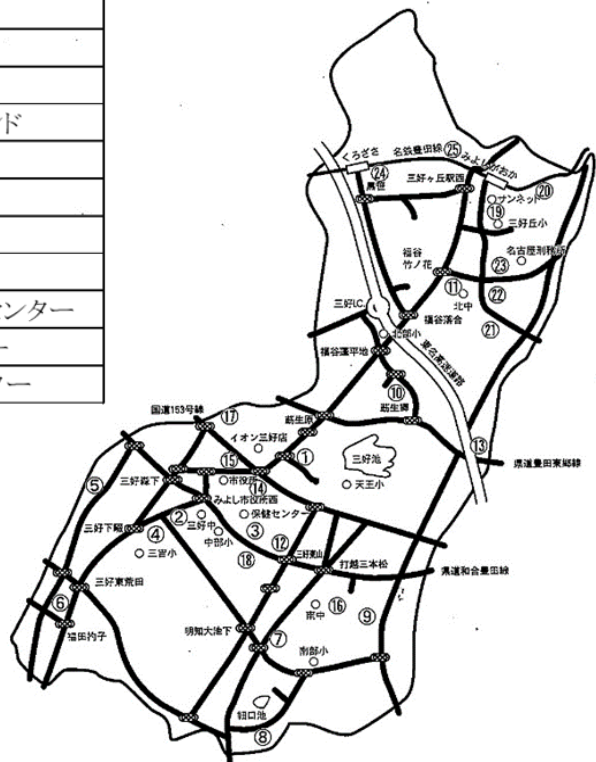 ド
センター
ー
ター
くろざさ
名鉄豊田線
㉕
みよしがおか
㉔
黒笹
三好ヶ丘駅西
⑳
サンネット
⑲
三好丘小
福谷
竹ノ花
名古屋刑務所
㉓
⑪
北中
㉒
三好I.C.
福谷落合
㉑
北部小
福谷蓬平地
東名高速道路
⑩
莇生郷
国道153号線
⑰
莇生原
⑬
県道豊田東郷線
イオン三好店
①
三好池
⑮
市役所
天王小
三好森下
⑭
⑤
みよし市役所西
②
三好中
保健センター
三好下畷
④
中部小
③
⑫
三吉小
⑱
三好東山
打越三本松
県道和合豊田線
三好東荒田
⑥
⑯
⑨
南中
福田杓子
明知大池下
⑦
南部小
細口池
⑧